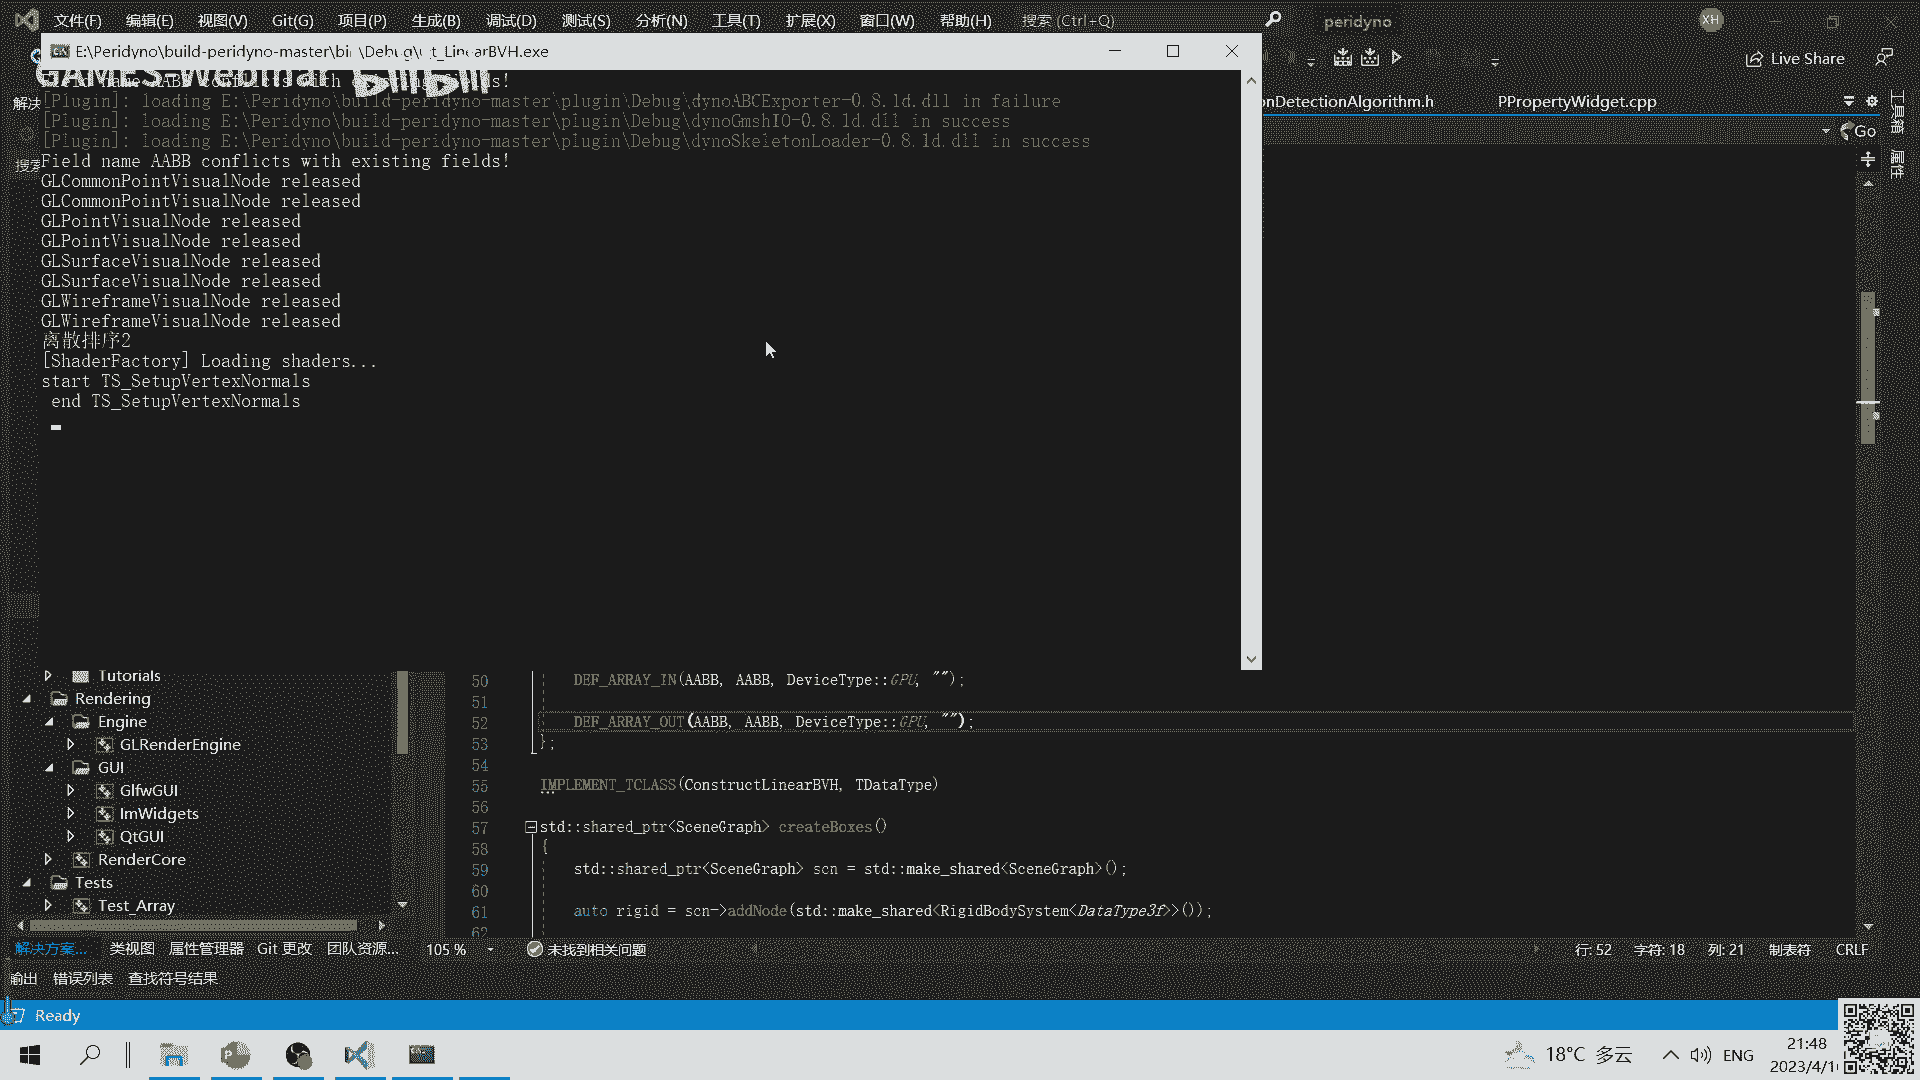 文件(F) 编辑(E) 视图(V) Git(G) 项目(P) 生成(B) 调试(D) 测试(S) 分析(N) 工具(T) 扩展(X) 窗口(W) 帮助(H) 搜索 (Ctrl+Q) peridyno XH
E:\Peridyno\build-peridyno-master\bin\Debug\ut_LinearBVH.exe
Live Share
GAMES-Webinar bilibili
[Plugin]: loading E:\Peridyno\build-peridyno-master\plugin\Debug\dynoABCExporter-0.8.1d.dll in failure
[Plugin]: loading E:\Peridyno\build-peridyno-master\plugin\Debug\dynoGmshIO-0.8.1d.dll in success
[Plugin]: loading E:\Peridyno\build-peridyno-master\plugin\Debug\dynoSkeletonLoader-0.8.1d.dll in success
Field name AABB conflicts with existing fields!
GLCommonPointVisualNode released
GLCommonPointVisualNode released
GLPointVisualNode released
GLPointVisualNode released
GLSurfaceVisualNode released
GLSurfaceVisualNode released
GLWireframeVisualNode released
GLWireframeVisualNode released
离散排序2
[ShaderFactory] Loading shaders...
start TS_SetupVertexNormals
end TS_SetupVertexNormals
onDetectionAlgorithm.h PPropertyWidget.cpp
Go
工具箱
属性
解决
搜索
Tutorials
Rendering
Engine
GLRenderEngine
GUI
GlfwGUI
ImWidgets
QtGUI
RenderCore
Tests
Test_Array
50 DEF_ARRAY_IN(AABB, AABB, DeviceType::GPU, "");
51
52 DEF_ARRAY_OUT(AABB, AABB, DeviceType::GPU, "");
53 };
54
55 IMPLEMENT_TCLASS(ConstructLinearBVH, TDataType)
56
57 std::shared_ptr<SceneGraph> createBoxes()
58 {
59 std::shared_ptr<SceneGraph> scn = std::make_shared<SceneGraph>();
60
61 auto rigid = scn->addNode(std::make_shared<RigidBodySystem<DataType3f>>());
62
解决方案... 类视图 属性管理器 Git 更改 团队资源...
105 % 未找到相关问题 行: 52 字符: 18 列: 21 制表符 CRLF
输出 错误列表 查找符号结果
Ready
18°C 多云 ENG 21:48
2023/4/1